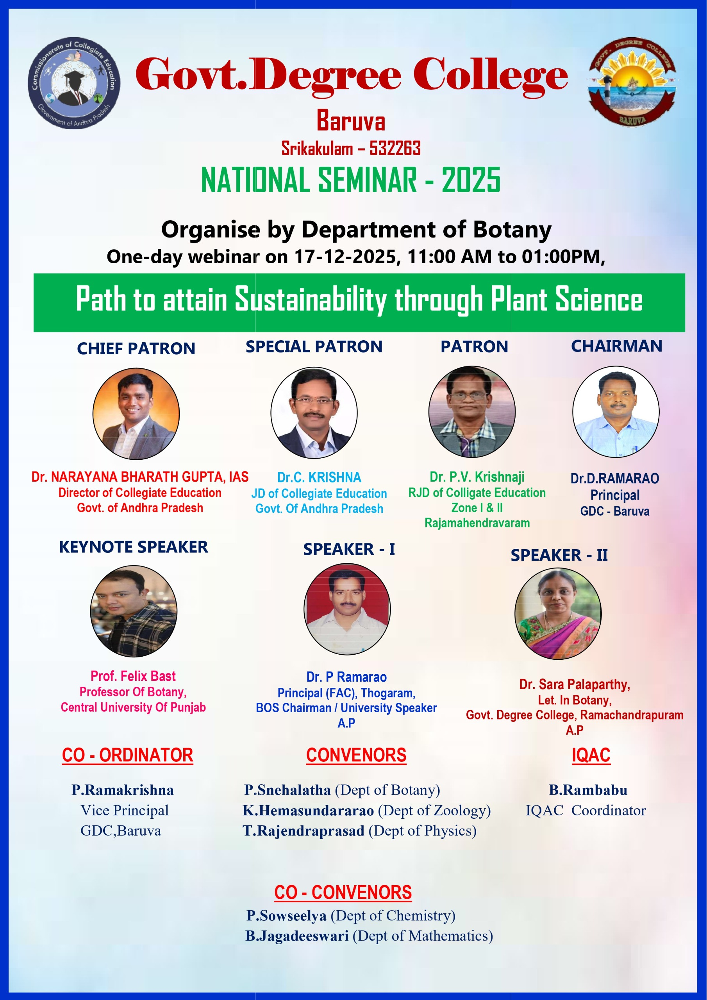 Commissionerate of Collegiate Education
Government of Andhra Pradesh
GOVT. DEGREE COLLEGE
BARUVA
Govt.Degree College
Baruva
Srikakulam – 532263
NATIONAL SEMINAR - 2025
Organise by Department of Botany
One-day webinar on 17-12-2025, 11:00 AM to 01:00PM,
Path to attain Sustainability through Plant Science
CHIEF PATRON
Dr. NARAYANA BHARATH GUPTA, IAS
Director of Collegiate Education
Govt. of Andhra Pradesh
SPECIAL PATRON
Dr.C. KRISHNA
JD of Collegiate Education
Govt. Of Andhra Pradesh
PATRON
Dr. P.V. Krishnaji
RJD of Colligate Education
Zone I & II
Rajamahendravaram
CHAIRMAN
Dr.D.RAMARAO
Principal
GDC - Baruva
KEYNOTE SPEAKER
Prof. Felix Bast
Professor Of Botany,
Central University Of Punjab
SPEAKER - I
Dr. P Ramarao
Principal (FAC), Thogaram,
BOS Chairman / University Speaker
A.P
SPEAKER - II
Dr. Sara Palaparthy,
Let. In Botany,
Govt. Degree College, Ramachandrapuram
A.P
CO - ORDINATOR
P.Ramakrishna
Vice Principal
GDC,Baruva
CONVENORS
P.Snehalatha (Dept of Botany)
K.Hemasundararao (Dept of Zoology)
T.Rajendraprasad (Dept of Physics)
IQAC
B.Rambabu
IQAC  Coordinator
CO - CONVENORS
P.Sowseelya (Dept of Chemistry)
B.Jagadeeswari (Dept of Mathematics)